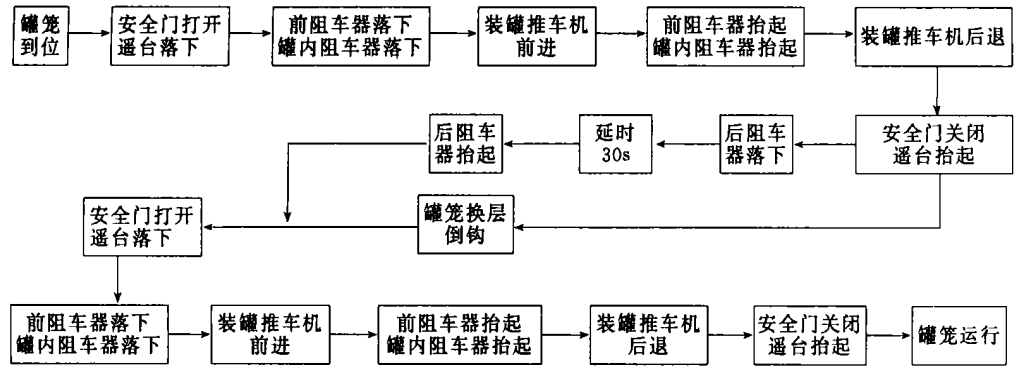 罐笼
到位
安全门打开
遥台落下
前阻车器落下
罐内阻车器落下
装罐推车机
前进
前阻车器抬起
罐内阻车器抬起
装罐推车机后退
安全门关闭
遥台抬起
后阻车
器落下
延时
30s
后阻车
器抬起
罐笼换层
倒钩
安全门打开
遥台落下
前阻车器落下
罐内阻车器落下
装罐推车机
前进
前阻车器抬起
罐内阻车器抬起
装罐推车机
后退
安全门关闭
遥台抬起
罐笼运行